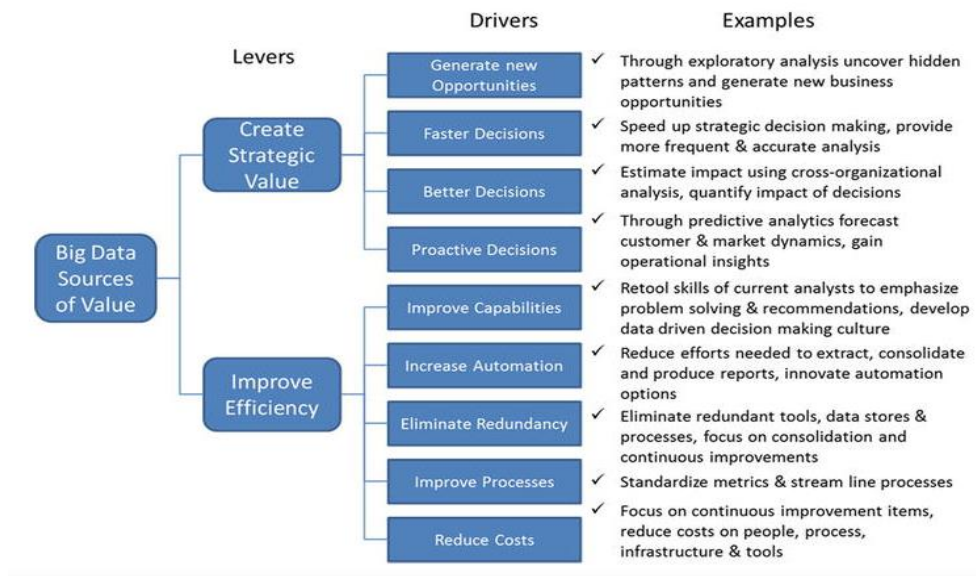 Drivers
Examples
Levers
Big Data
Sources
of Value
Create
Strategic
Value
Generate new
Opportunities
✓ Through exploratory analysis uncover hidden
patterns and generate new business
opportunities
Faster Decisions
✓ Speed up strategic decision making, provide
more frequent & accurate analysis
Better Decisions
✓ Estimate impact using cross-organizational
analysis, quantify impact of decisions
Proactive Decisions
✓ Through predictive analytics forecast
customer & market dynamics, gain
operational insights
Improve
Efficiency
Improve Capabilities
✓ Retool skills of current analysts to emphasize
problem solving & recommendations, develop
data driven decision making culture
Increase Automation
✓ Reduce efforts needed to extract, consolidate
and produce reports, innovate automation
options
Eliminate Redundancy
✓ Eliminate redundant tools, data stores &
processes, focus on consolidation and
continuous improvements
Improve Processes
✓ Standardize metrics & stream line processes
Reduce Costs
✓ Focus on continuous improvement items,
reduce costs on people, process,
infrastructure & tools